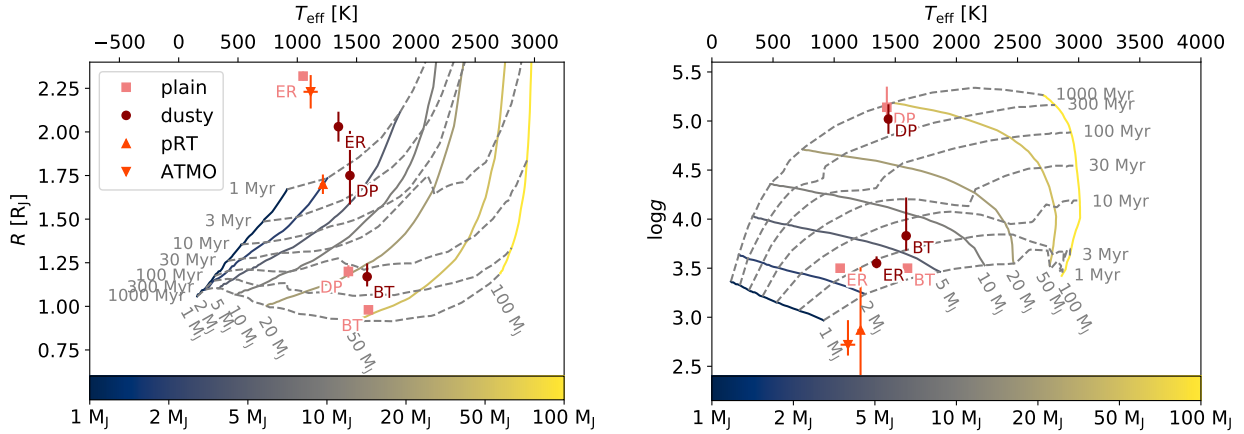 T_eff [K]
−500 0 500 1000 1500 2000 2500 3000
R [R_J]
2.25
2.00
1.75
1.50
1.25
1.00
0.75
plain
dusty
pRT
ATMO
ER
ER
DP
DP
BT
BT
1 Myr
3 Myr
10 Myr
30 Myr
100 Myr
300 Myr
1000 Myr
1 M_J
2 M_J
5 M_J
10 M_J
20 M_J
50 M_J
100 M_J
1 M_J 2 M_J 5 M_J 10 M_J 20 M_J 50 M_J 100 M_J
T_eff [K]
0 500 1000 1500 2000 2500 3000 3500 4000
logg
5.5
5.0
4.5
4.0
3.5
3.0
2.5
1000 Myr
300 Myr
100 Myr
30 Myr
10 Myr
3 Myr
1 Myr
DP
DP
BT
BT
ER
ER
1 M_J
2 M_J
5 M_J
10 M_J
20 M_J
50 M_J
100 M_J
1 M_J 2 M_J 5 M_J 10 M_J 20 M_J 50 M_J 100 M_J